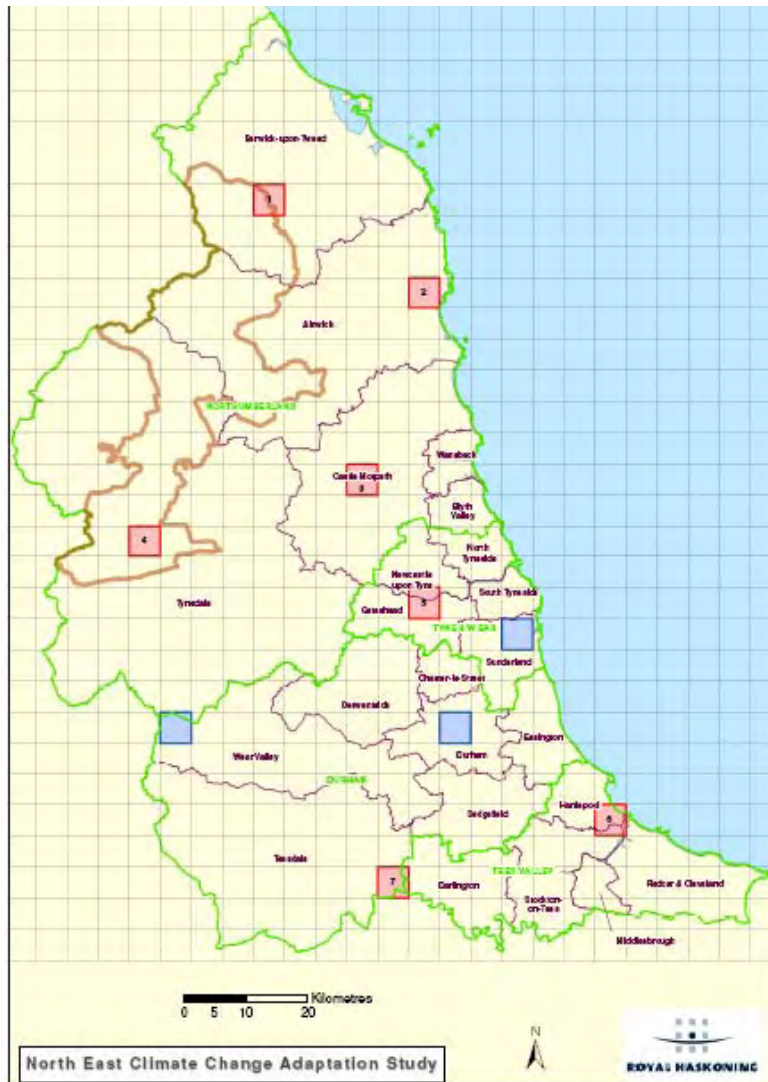 Berwick-upon-Tweed
1
2
Alnwick
NORTHUMBERLAND
Wansbeck
Castle Morpeth
3
Blyth
Valley
4
North
Tyneside
Newcastle
upon Tyne
South Tyneside
Tynedale
Gateshead
5
TYNE & WEAR
Sunderland
Chester-le-Street
Derwentside
Easington
Wear Valley
Durham
DURHAM
Hartlepool
Sedgefield
6
Teesdale
TEES VALLEY
7
Darlington
Redcar & Cleveland
Stockton-
on-Tees
Middlesbrough
Kilometres
0 5 10 20
N
North East Climate Change Adaptation Study
ROYAL HASKONING